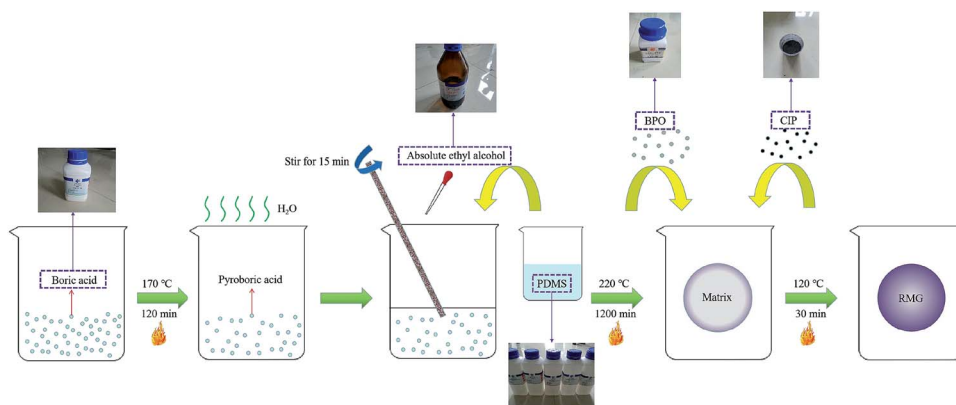 BPO
CIP
Stir for 15 min
Absolute ethyl alcohol
H₂O
Boric acid
170 ℃
120 min
Pyroboric acid
PDMS
220 ℃
1200 min
Matrix
120 ℃
30 min
RMG